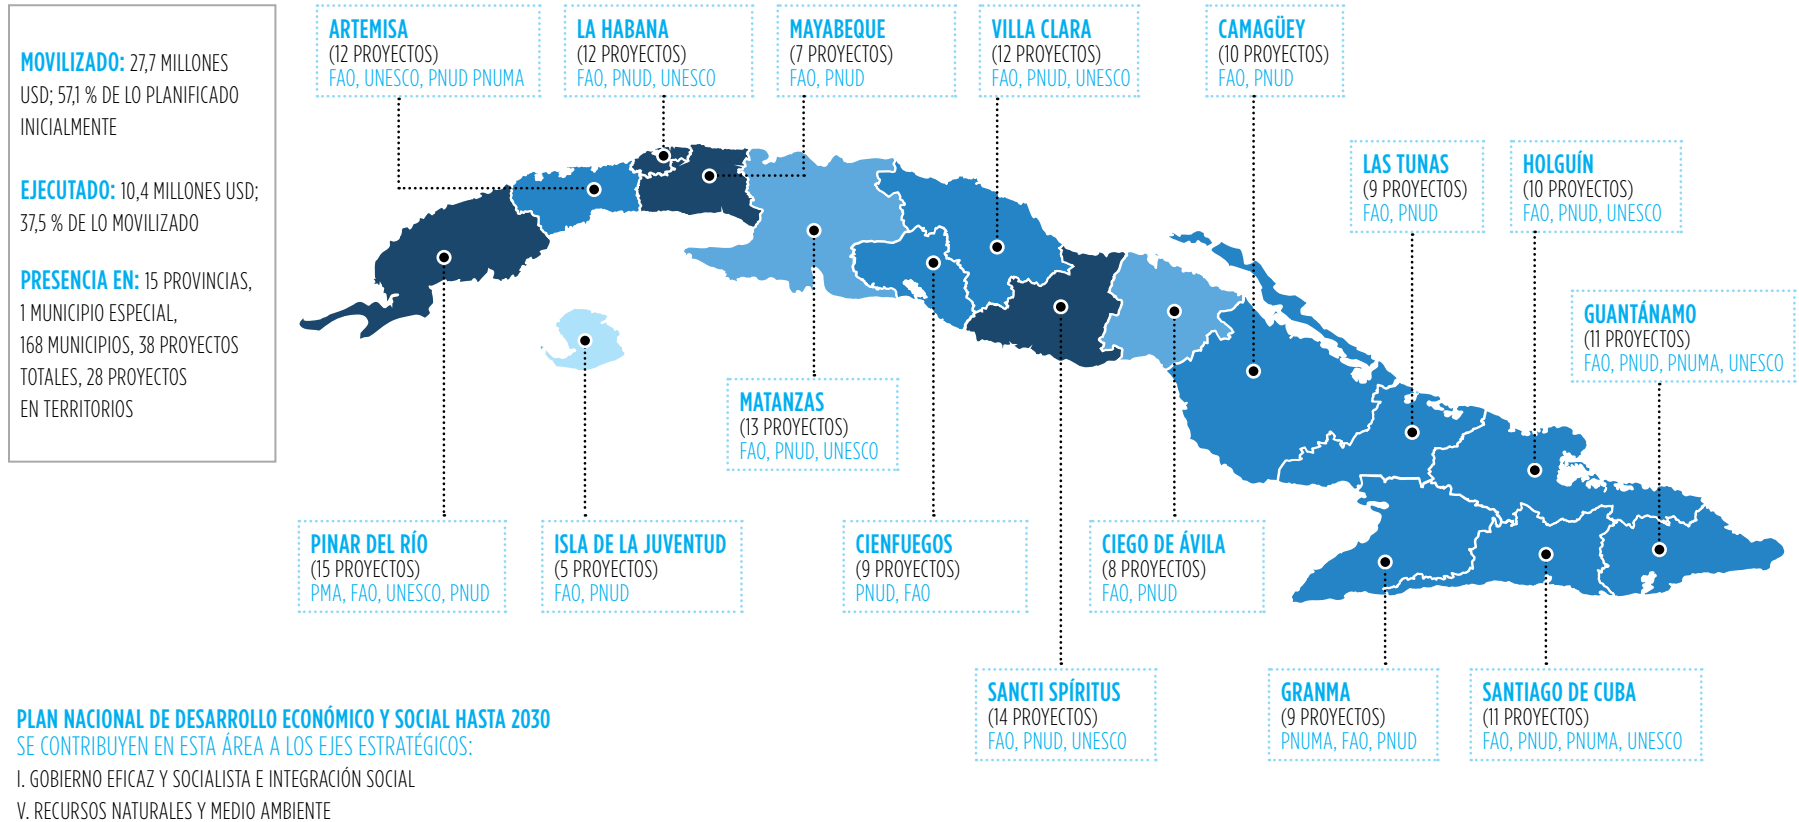 MOVILIZADO: 27,7 MILLONES
USD; 57,1 % DE LO PLANIFICADO
INICIALMENTE
EJECUTADO: 10,4 MILLONES USD;
37,5 % DE LO MOVILIZADO
PRESENCIA EN: 15 PROVINCIAS,
1 MUNICIPIO ESPECIAL,
168 MUNICIPIOS, 38 PROYECTOS
TOTALES, 28 PROYECTOS
EN TERRITORIOS
ARTEMISA
(12 PROYECTOS)
FAO, UNESCO, PNUD PNUMA
LA HABANA
(12 PROYECTOS)
FAO, PNUD, UNESCO
MAYABEQUE
(7 PROYECTOS)
FAO, PNUD
VILLA CLARA
(12 PROYECTOS)
FAO, PNUD, UNESCO
CAMAGÜEY
(10 PROYECTOS)
FAO, PNUD
LAS TUNAS
(9 PROYECTOS)
FAO, PNUD
HOLGUÍN
(10 PROYECTOS)
FAO, PNUD, UNESCO
GUANTÁNAMO
(11 PROYECTOS)
FAO, PNUD, PNUMA, UNESCO
MATANZAS
(13 PROYECTOS)
FAO, PNUD, UNESCO
PINAR DEL RÍO
(15 PROYECTOS)
PMA, FAO, UNESCO, PNUD
ISLA DE LA JUVENTUD
(5 PROYECTOS)
FAO, PNUD
CIENFUEGOS
(9 PROYECTOS)
PNUD, FAO
CIEGO DE ÁVILA
(8 PROYECTOS)
FAO, PNUD
SANCTI SPÍRITUS
(14 PROYECTOS)
FAO, PNUD, UNESCO
GRANMA
(9 PROYECTOS)
PNUMA, FAO, PNUD
SANTIAGO DE CUBA
(11 PROYECTOS)
FAO, PNUD, PNUMA, UNESCO
PLAN NACIONAL DE DESARROLLO ECONÓMICO Y SOCIAL HASTA 2030
SE CONTRIBUYEN EN ESTA ÁREA A LOS EJES ESTRATÉGICOS:
I. GOBIERNO EFICAZ Y SOCIALISTA E INTEGRACIÓN SOCIAL
V. RECURSOS NATURALES Y MEDIO AMBIENTE